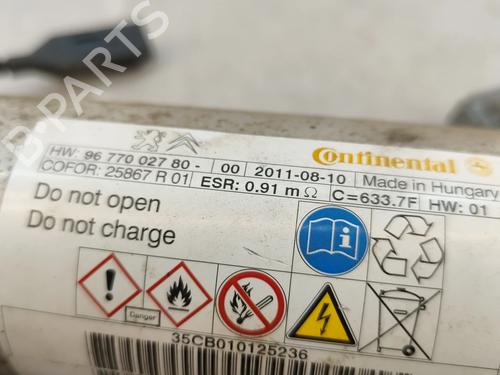 B-PARTS
HW: 96 770 027 80- 00 2011-08-10
Continental
Made in Hungary
COFOR: 25867 R 01 ESR: 0.91 mΩ C=633.7F HW: 01
Do not open
Do not charge
i
Danger
35CB010125236